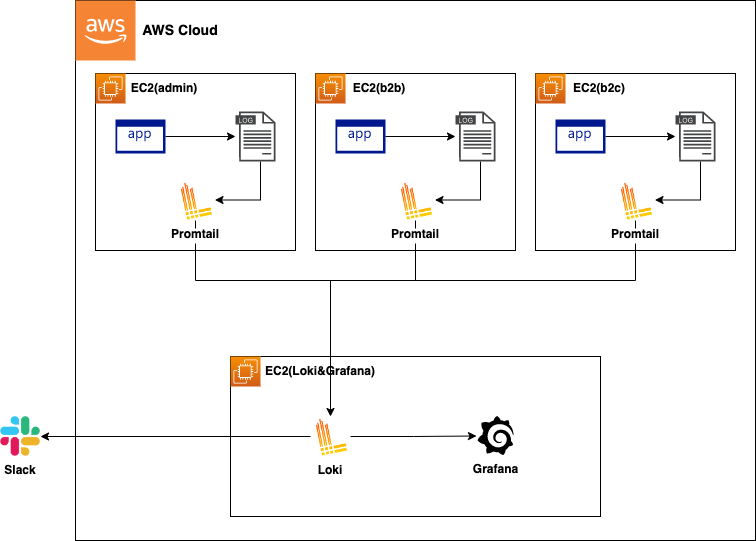 aws
AWS Cloud
EC2(admin)
EC2(b2b)
EC2(b2c)
app
LOG
app
LOG
app
LOG
Promtail
Promtail
Promtail
EC2(Loki&Grafana)
Slack
Loki
Grafana